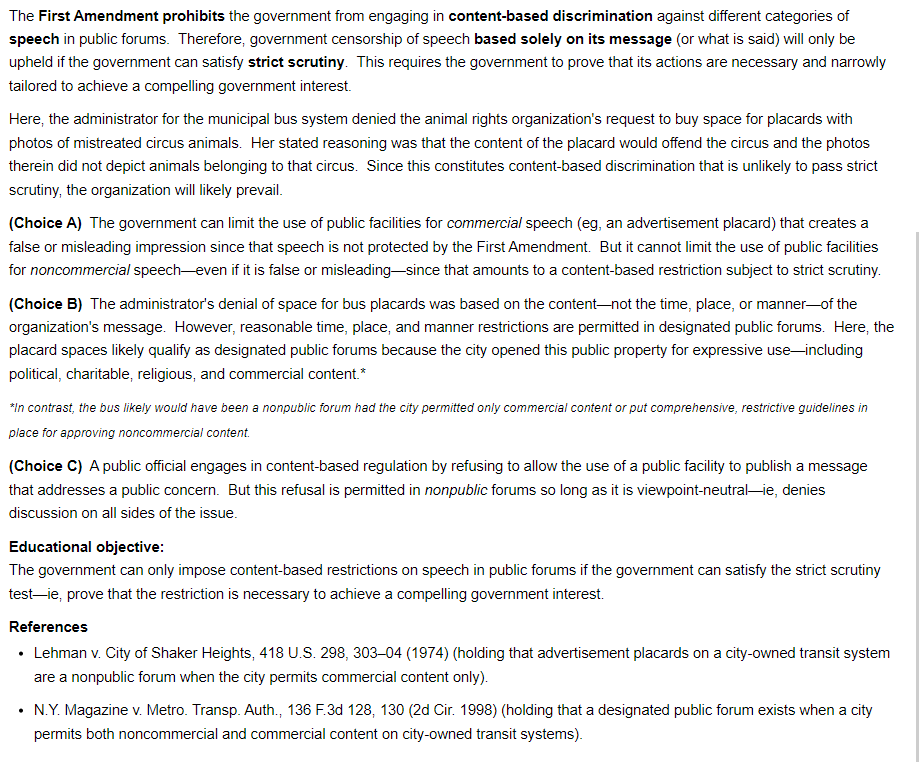 The First Amendment prohibits the government from engaging in content-based discrimination against different categories of
speech in public forums.  Therefore, government censorship of speech based solely on its message (or what is said) will only be
upheld if the government can satisfy strict scrutiny.  This requires the government to prove that its actions are necessary and narrowly
tailored to achieve a compelling government interest.
Here, the administrator for the municipal bus system denied the animal rights organization's request to buy space for placards with
photos of mistreated circus animals.  Her stated reasoning was that the content of the placard would offend the circus and the photos
therein did not depict animals belonging to that circus.  Since this constitutes content-based discrimination that is unlikely to pass strict
scrutiny, the organization will likely prevail.
(Choice A)  The government can limit the use of public facilities for commercial speech (eg, an advertisement placard) that creates a
false or misleading impression since that speech is not protected by the First Amendment.  But it cannot limit the use of public facilities
for noncommercial speech—even if it is false or misleading—since that amounts to a content-based restriction subject to strict scrutiny.
(Choice B)  The administrator's denial of space for bus placards was based on the content—not the time, place, or manner—of the
organization's message.  However, reasonable time, place, and manner restrictions are permitted in designated public forums.  Here, the
placard spaces likely qualify as designated public forums because the city opened this public property for expressive use—including
political, charitable, religious, and commercial content.*
*In contrast, the bus likely would have been a nonpublic forum had the city permitted only commercial content or put comprehensive, restrictive guidelines in
place for approving noncommercial content.
(Choice C)  A public official engages in content-based regulation by refusing to allow the use of a public facility to publish a message
that addresses a public concern.  But this refusal is permitted in nonpublic forums so long as it is viewpoint-neutral—ie, denies
discussion on all sides of the issue.
Educational objective:
The government can only impose content-based restrictions on speech in public forums if the government can satisfy the strict scrutiny
test—ie, prove that the restriction is necessary to achieve a compelling government interest.
References
• Lehman v. City of Shaker Heights, 418 U.S. 298, 303–04 (1974) (holding that advertisement placards on a city-owned transit system
are a nonpublic forum when the city permits commercial content only).
• N.Y. Magazine v. Metro. Transp. Auth., 136 F.3d 128, 130 (2d Cir. 1998) (holding that a designated public forum exists when a city
permits both noncommercial and commercial content on city-owned transit systems).